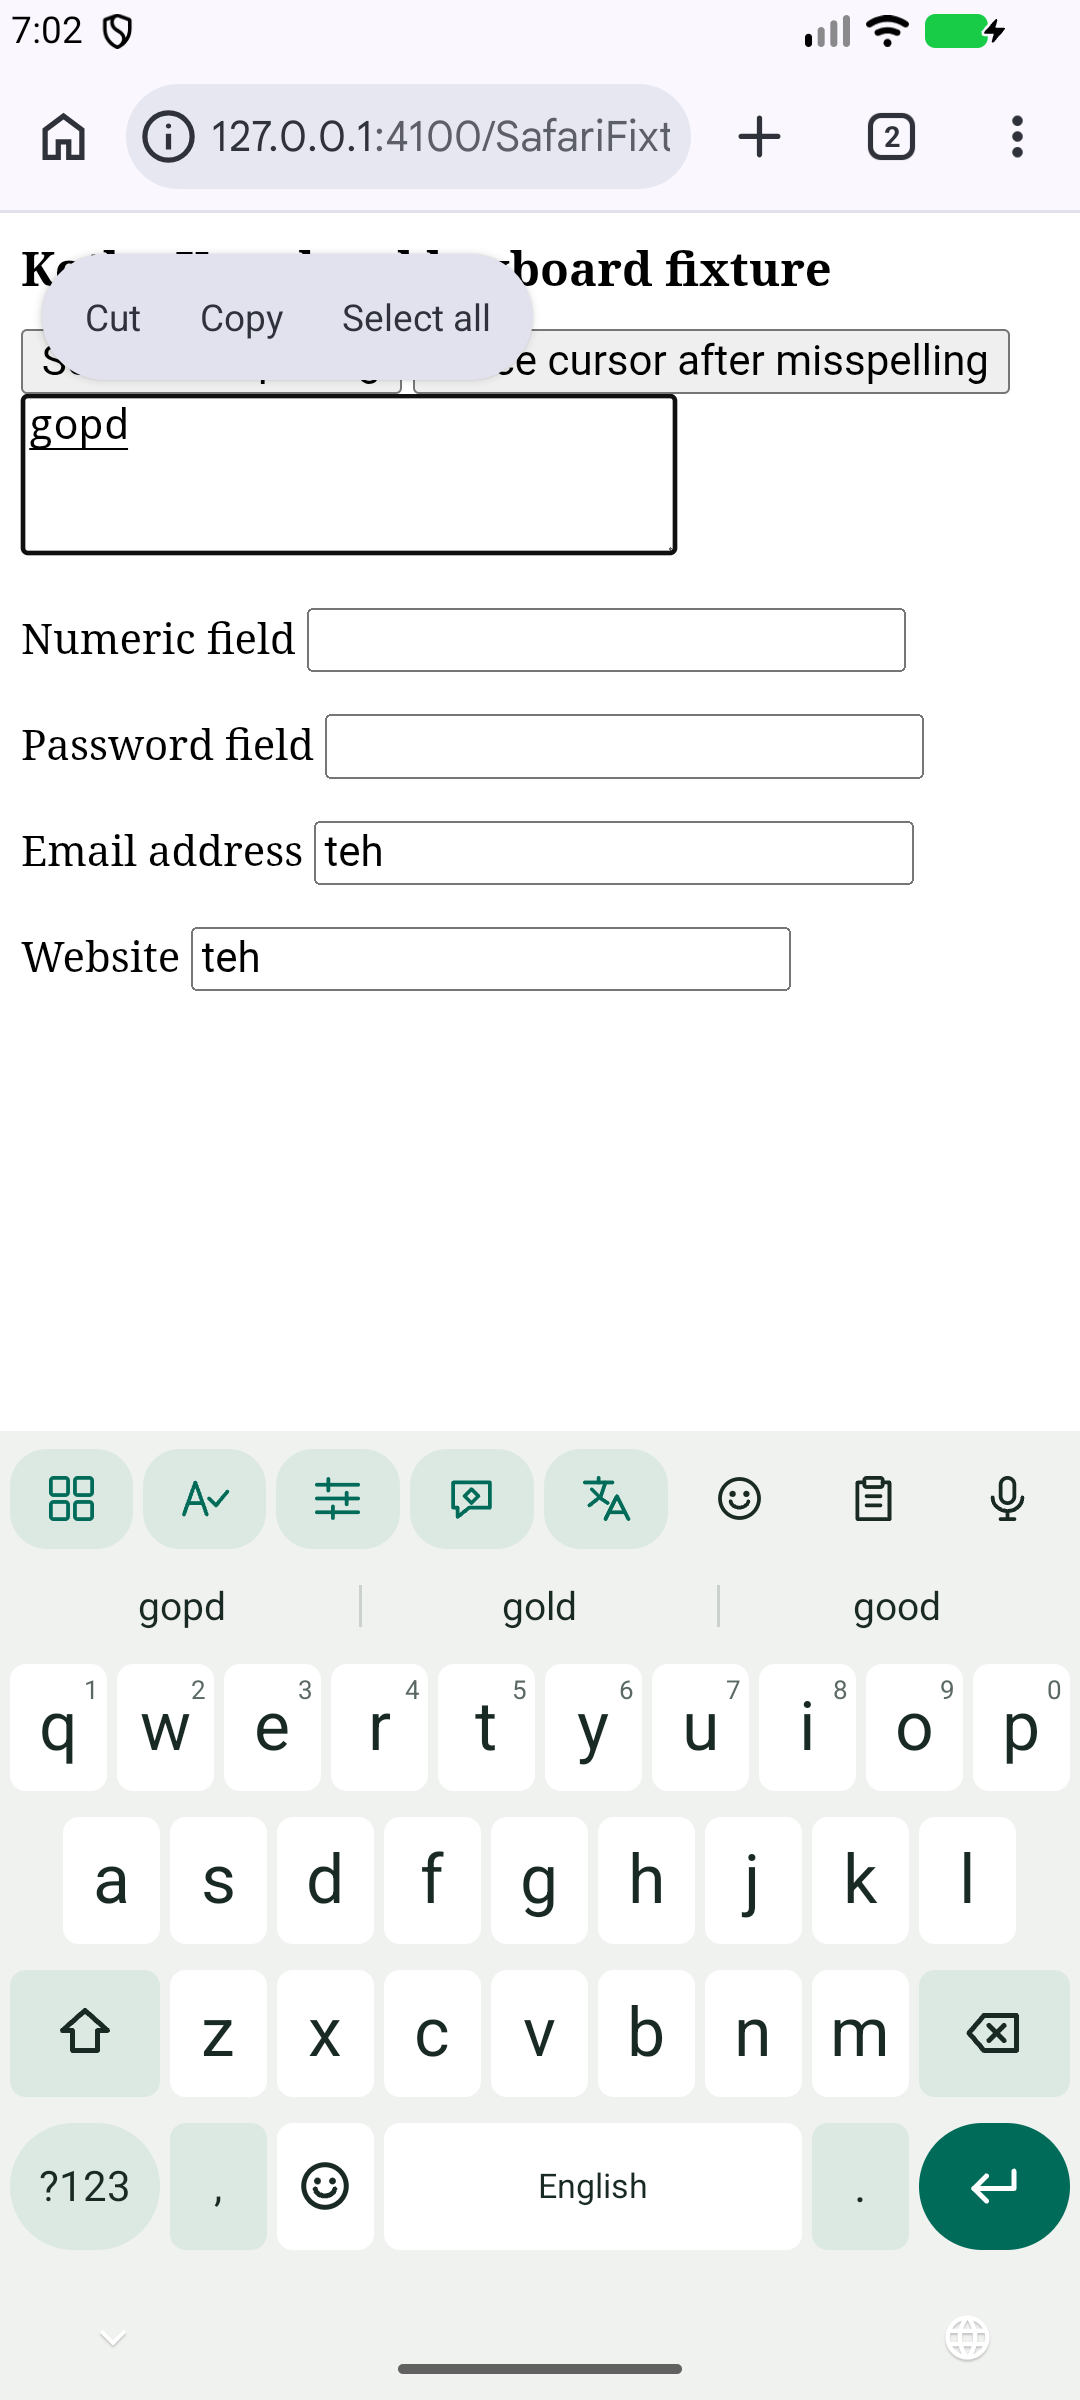 7:02
127.0.0.1:4100/SafariFixt
2
board fixture
Cut Copy Select all
cursor after misspelling
gopd
Numeric field
Password field
Email address teh
Website teh
gopd gold good
1 2 3 4 5 6 7 8 9 0
q w e r t y u i o p
a s d f g h j k l
z x c v b n m
?123 , English .